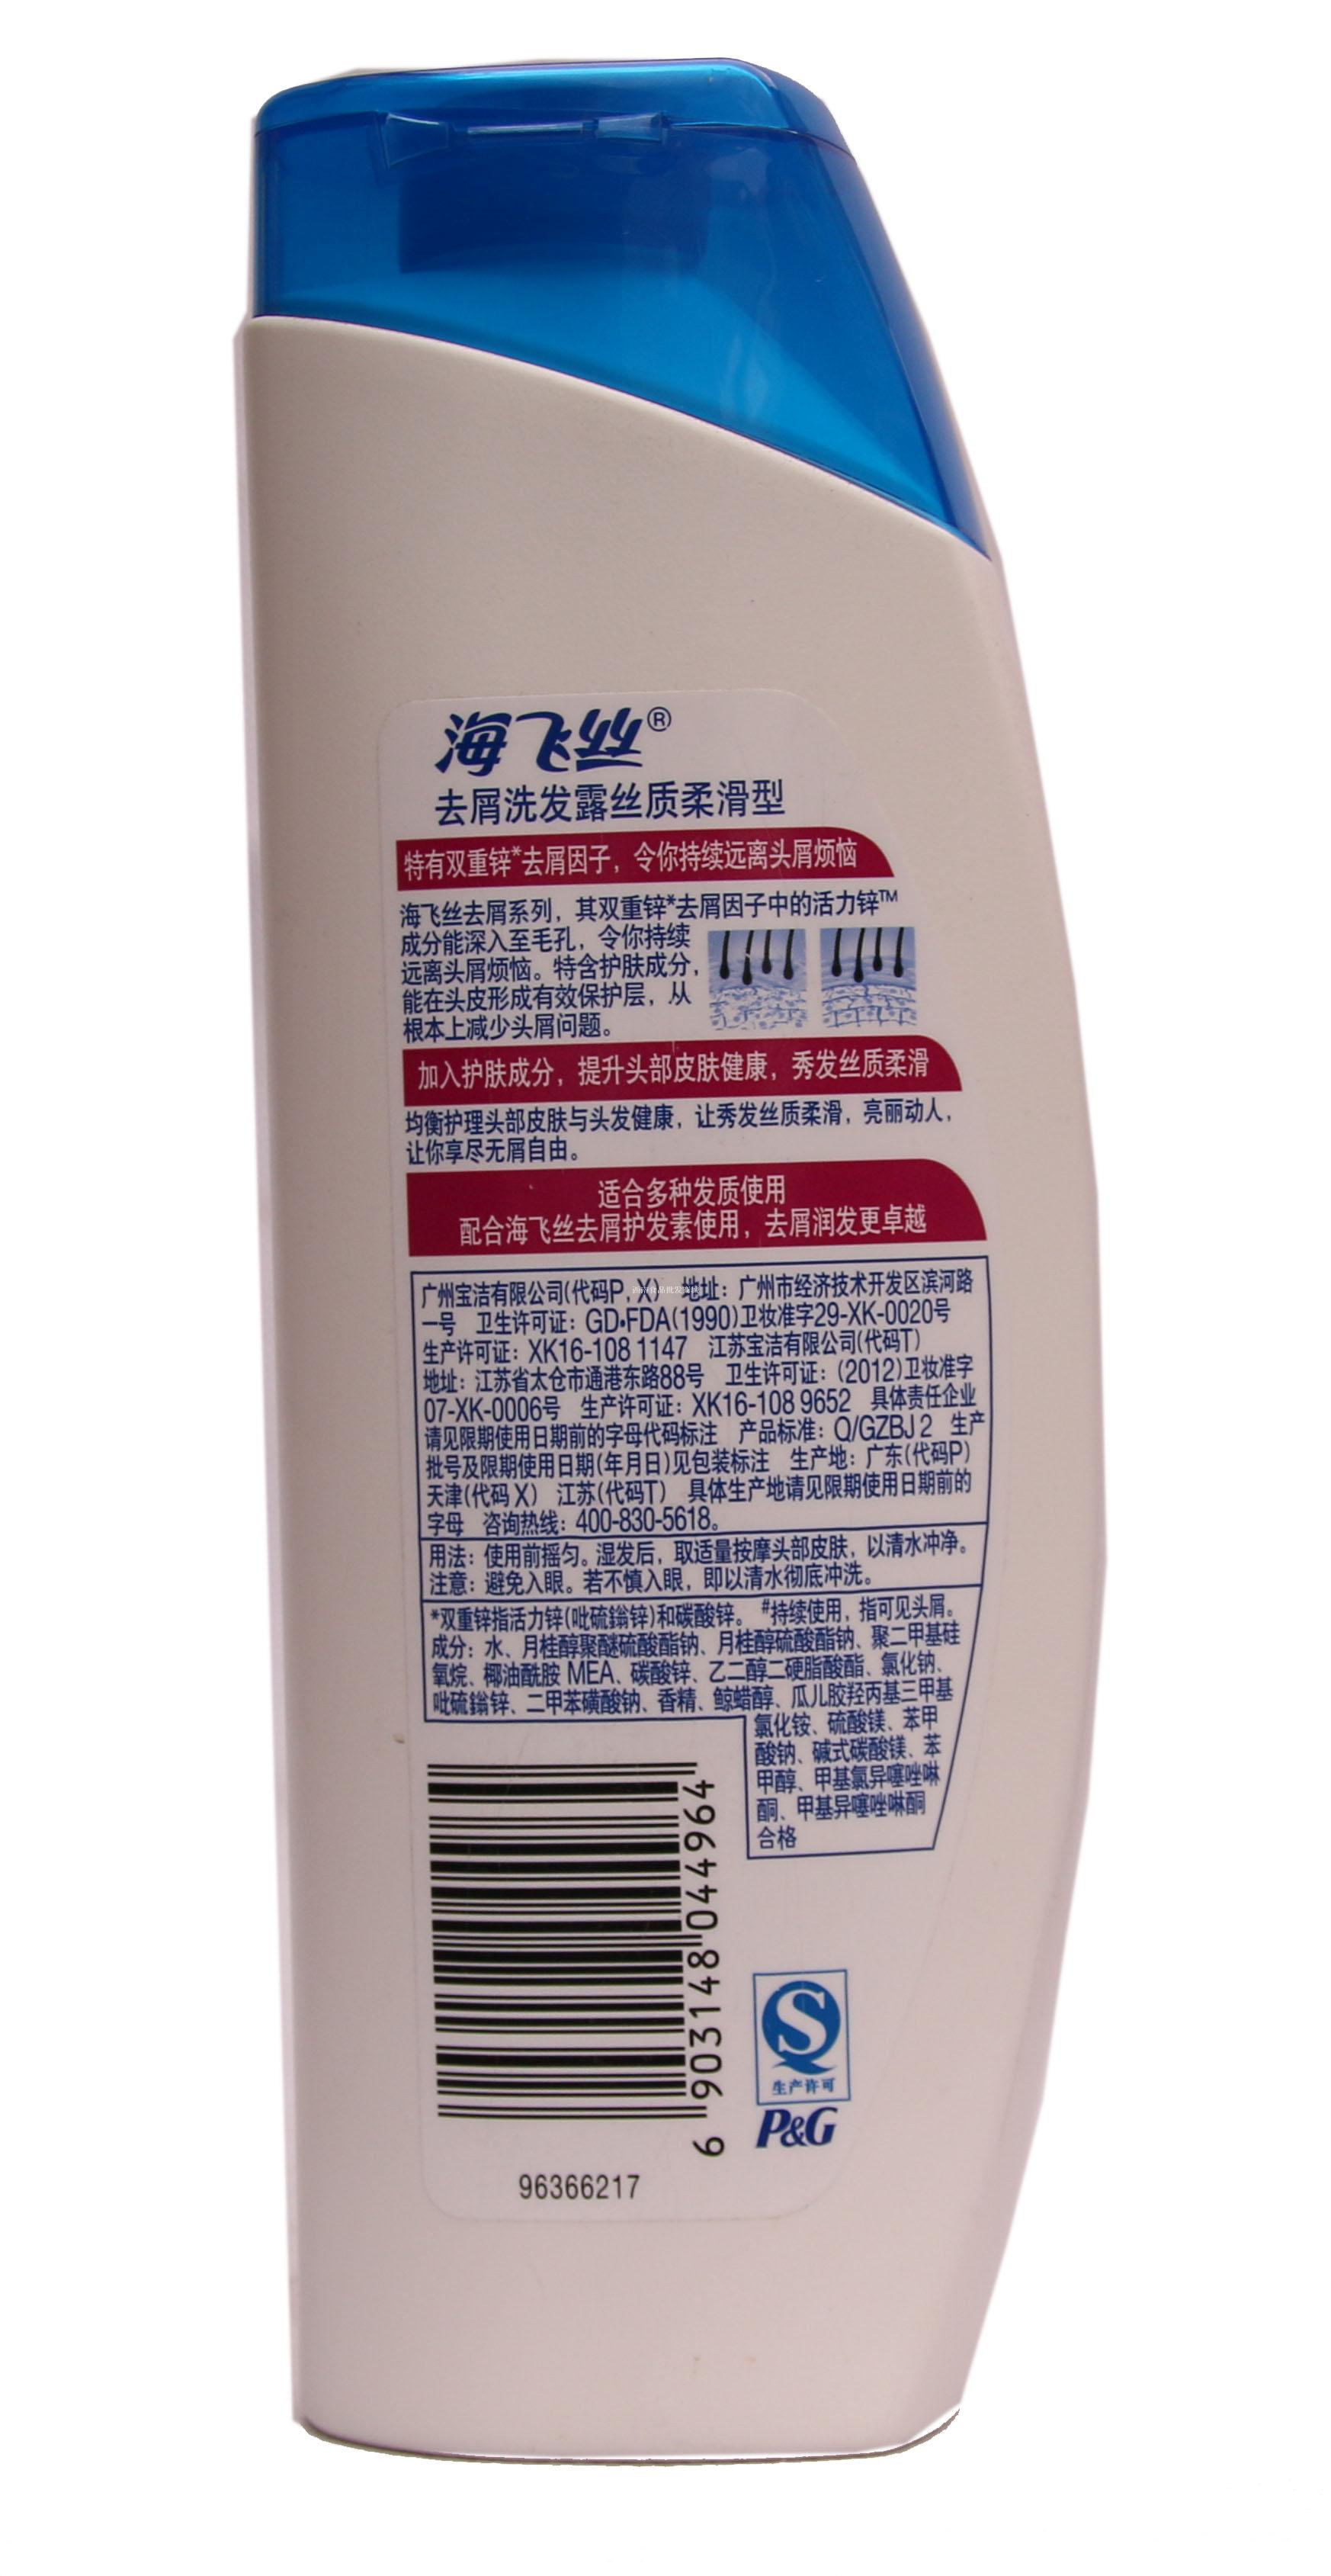 海飞丝®
去屑洗发露丝质柔滑型
特有双重锌*去屑因子，令你持续远离头屑烦恼
海飞丝去屑系列，其双重锌*去屑因子中的活力锌™
成分能深入至毛孔，令你持续
远离头屑烦恼。特含护肤成分，
能在头皮形成有效保护层，从
根本上减少头屑问题。
加入护肤成分，提升头部皮肤健康，秀发丝质柔滑
均衡护理头部皮肤与头发健康，让秀发丝质柔滑，亮丽动人，
让你享尽无屑自由。
适合多种发质使用
配合海飞丝去屑护发素使用，去屑润发更卓越
广州宝洁有限公司(代码P，X) 地址：广州市经济技术开发区滨河路
一号 卫生许可证：GD•FDA(1990)卫妆准字29-XK-0020号
生产许可证：XK16-108 1147 江苏宝洁有限公司(代码T)
地址：江苏省太仓市通港东路88号 卫生许可证：(2012)卫妆准字
07-XK-0006号 生产许可证：XK16-108 9652 具体责任企业
请见限期使用日期前的字母代码标注 产品标准：Q/GZBJ 2 生产
批号及限期使用日期(年月日)见包装标注 生产地：广东(代码P)
天津(代码X) 江苏(代码T) 具体生产地请见限期使用日期前的
字母 咨询热线：400-830-5618。
用法：使用前摇匀。湿发后，取适量按摩头部皮肤，以清水冲净。
注意：避免入眼。若不慎入眼，即以清水彻底冲洗。
*双重锌指活力锌(吡硫鎓锌)和碳酸锌。 #持续使用，指可见头屑。
成分：水、月桂醇聚醚硫酸酯钠、月桂醇硫酸酯钠、聚二甲基硅
氧烷、椰油酰胺 MEA、碳酸锌、乙二醇二硬脂酸酯、氯化钠、
吡硫鎓锌、二甲苯磺酸钠、香精、鲸蜡醇、瓜儿胶羟丙基三甲基
氯化铵、硫酸镁、苯甲
酸钠、碱式碳酸镁、苯
甲醇、甲基氯异噻唑啉
酮、甲基异噻唑啉酮
合格
6 903148 044964
生产许可
P&G
96366217